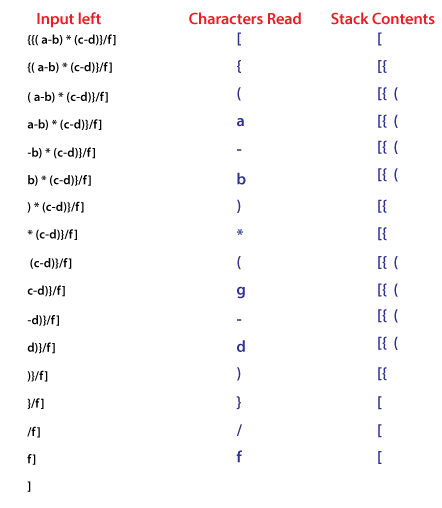 Input left Characters Read Stack Contents
{{( a-b) * (c-d)}/f] [ [
{( a-b) * (c-d)}/f] { [{
( a-b) * (c-d)}/f] ( [{ (
a-b) * (c-d)}/f] a [{ (
-b) * (c-d)}/f] - [{ (
b) * (c-d)}/f] b [{ (
) * (c-d)}/f] ) [{
* (c-d)}/f] * [{
(c-d)}/f] ( [{ (
c-d)}/f] g [{ (
-d)}/f] - [{ (
d)}/f] d [{ (
)}/f] ) [{
}/f] } [
/f] / [
f] f [
]